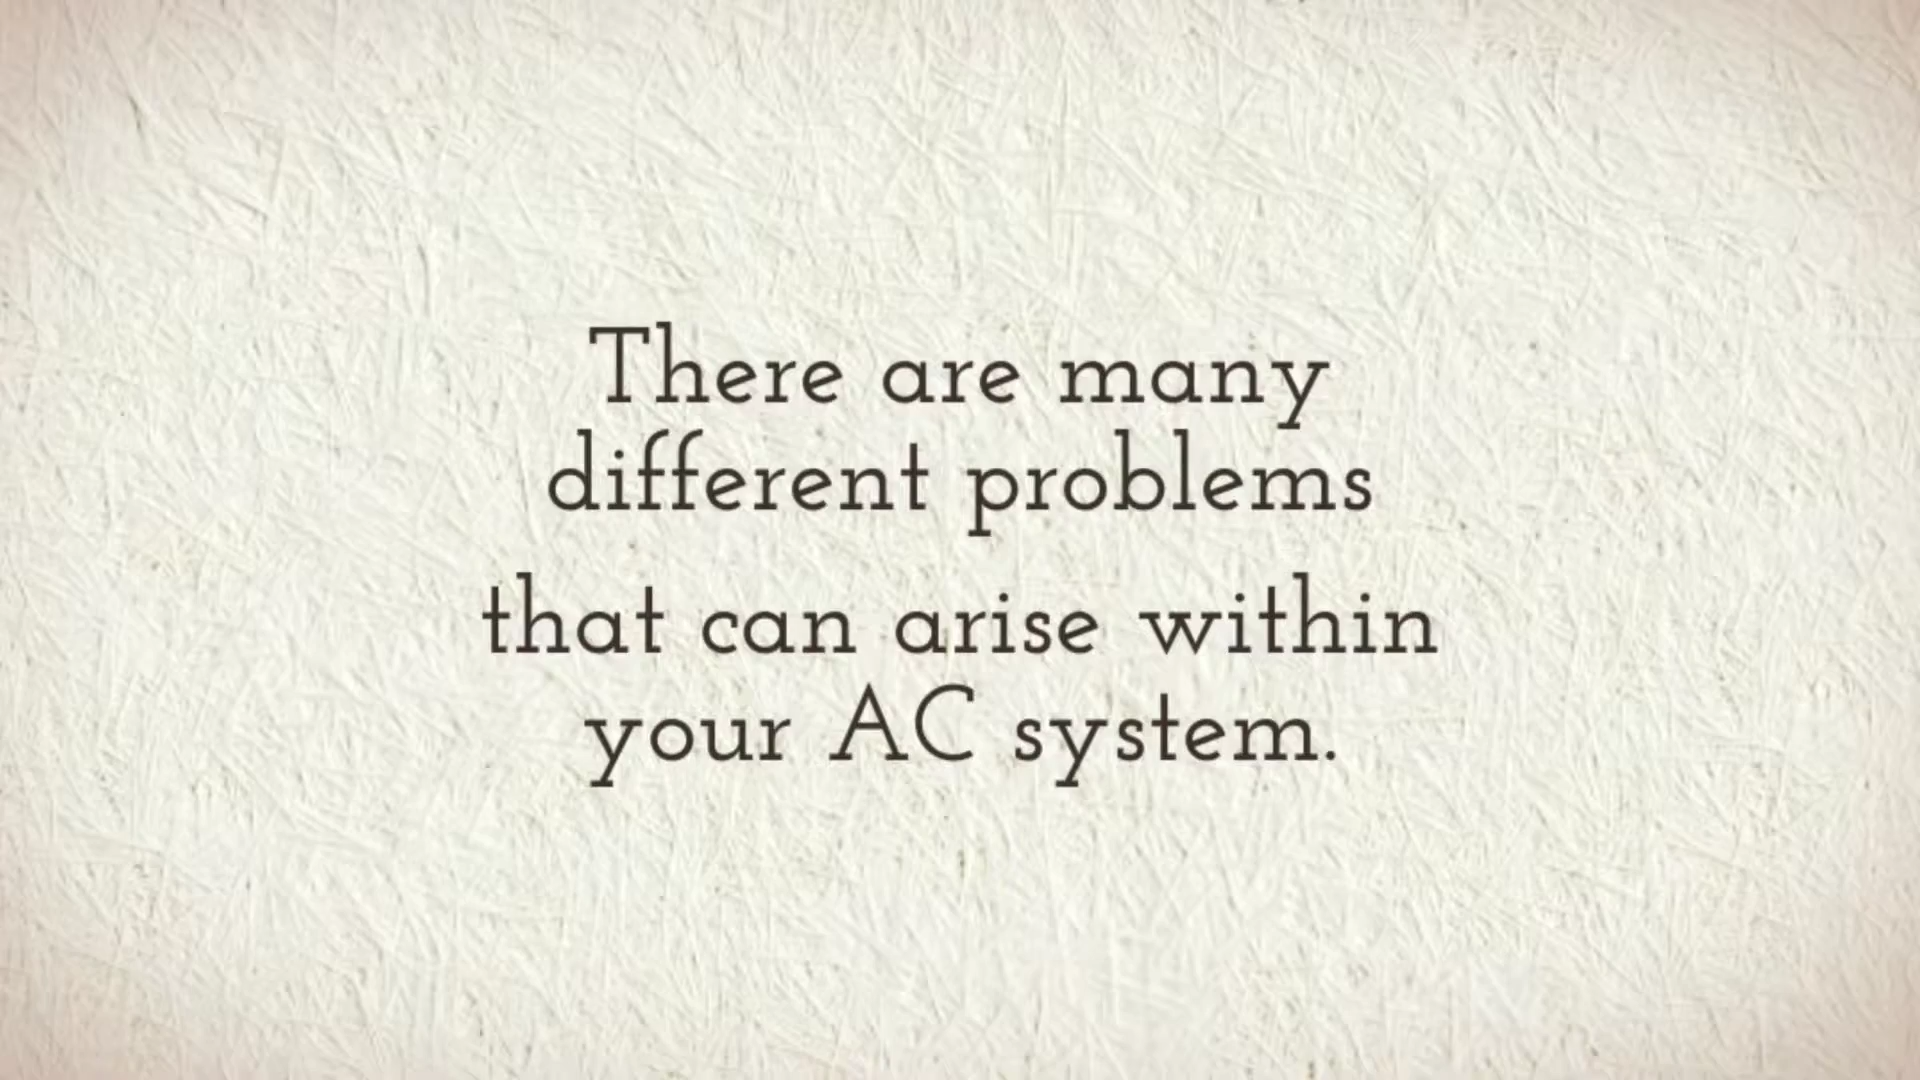 There are many
different problems
that can arise within
your AC system.